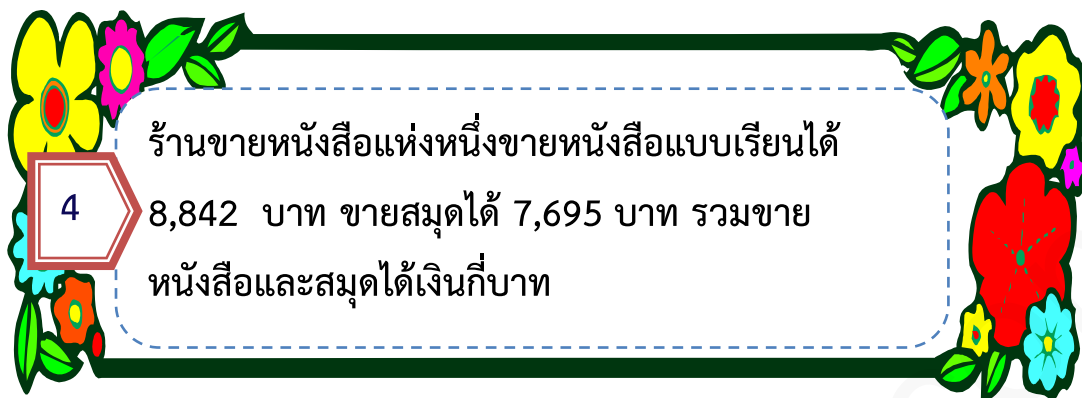 ร้านขายหนังสือแห่งหนึ่งขายหนังสือแบบเรียนได้
4
8,842 บาท ขายสมุดได้ 7,695 บาท รวมขาย
หนังสือและสมุดได้เงินกี่บาท